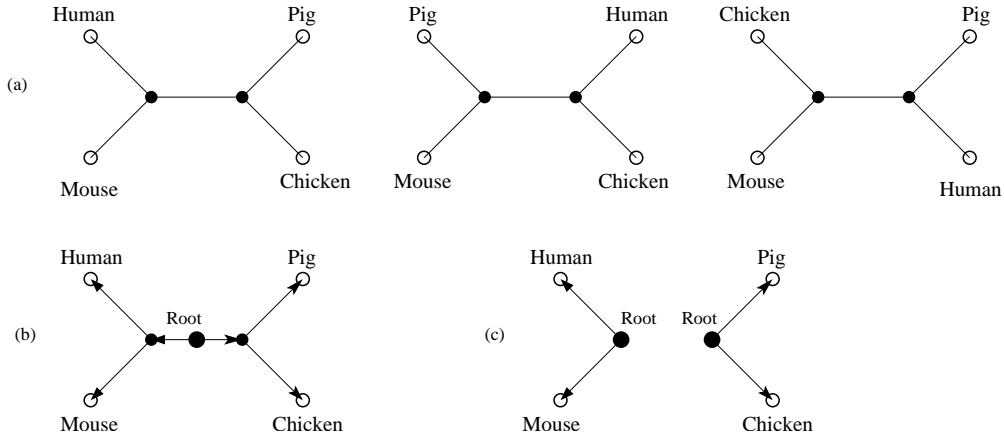 Human Pig Pig Human Chicken Pig
(a)
Mouse Chicken Mouse Chicken Mouse Human
Human Pig Human Pig
(b) Root (c) Root Root
Mouse Chicken Mouse Chicken